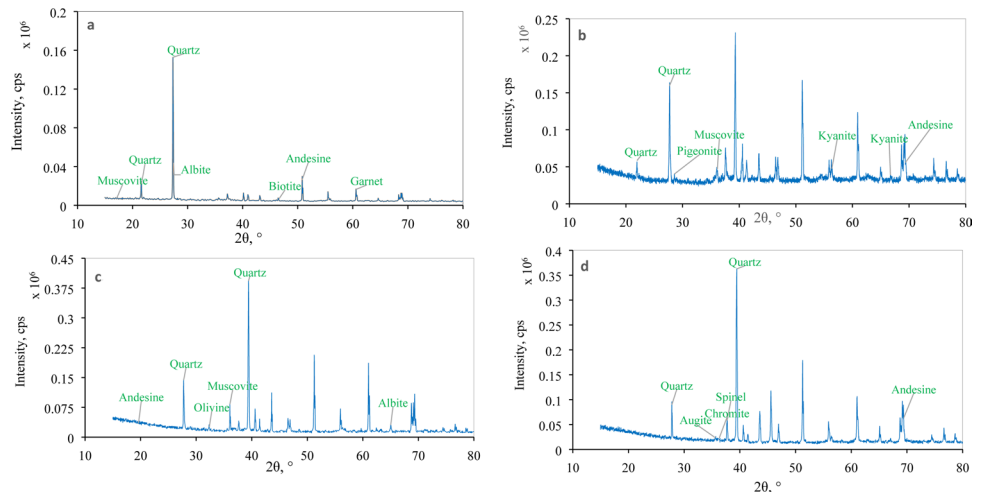 a
0.2
0.16
0.12
0.08
0.04
0
x 10⁶
Intensity, cps
Quartz
Quartz
Albite
Muscovite
Biotite
Andesine
Garnet
10 20 30 40 50 60 70 80
2θ, °
b
0.25
0.2
0.15
0.1
0.05
0
x 10⁶
Intensity, cps
Quartz
Quartz
Muscovite
Pigeonite
Kyanite
Kyanite
Andesine
10 20 30 40 50 60 70 80
2θ, °
c
0.45
0.375
0.3
0.225
0.15
0.075
0
x 10⁶
Intensity, cps
Quartz
Quartz
Muscovite
Andesine
Olivine
Albite
10 20 30 40 50 60 70 80
2θ, °
d
0.4
0.35
0.3
0.25
0.2
0.15
0.1
0.05
0
x 10⁶
Intensity, cps
Quartz
Quartz
Spinel
Chromite
Augite
Andesine
10 20 30 40 50 60 70 80
2θ, °